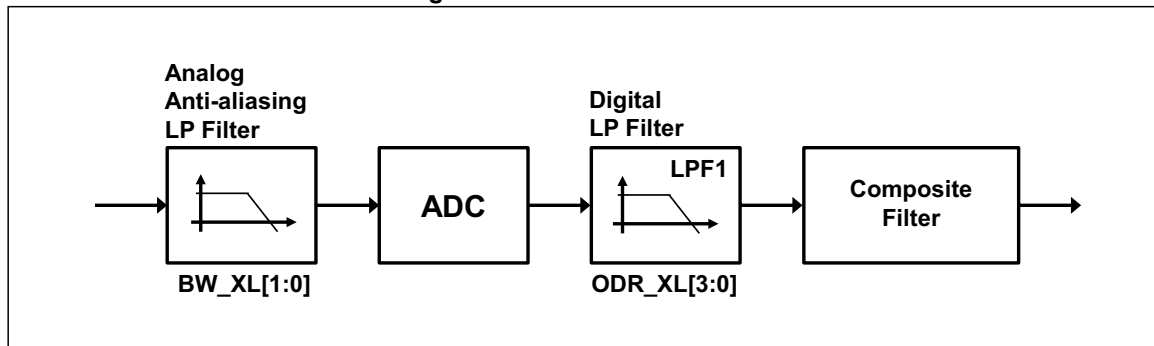 Analog
Anti-aliasing
LP Filter
BW_XL[1:0]
ADC
Digital
LP Filter
LPF1
ODR_XL[3:0]
Composite
Filter